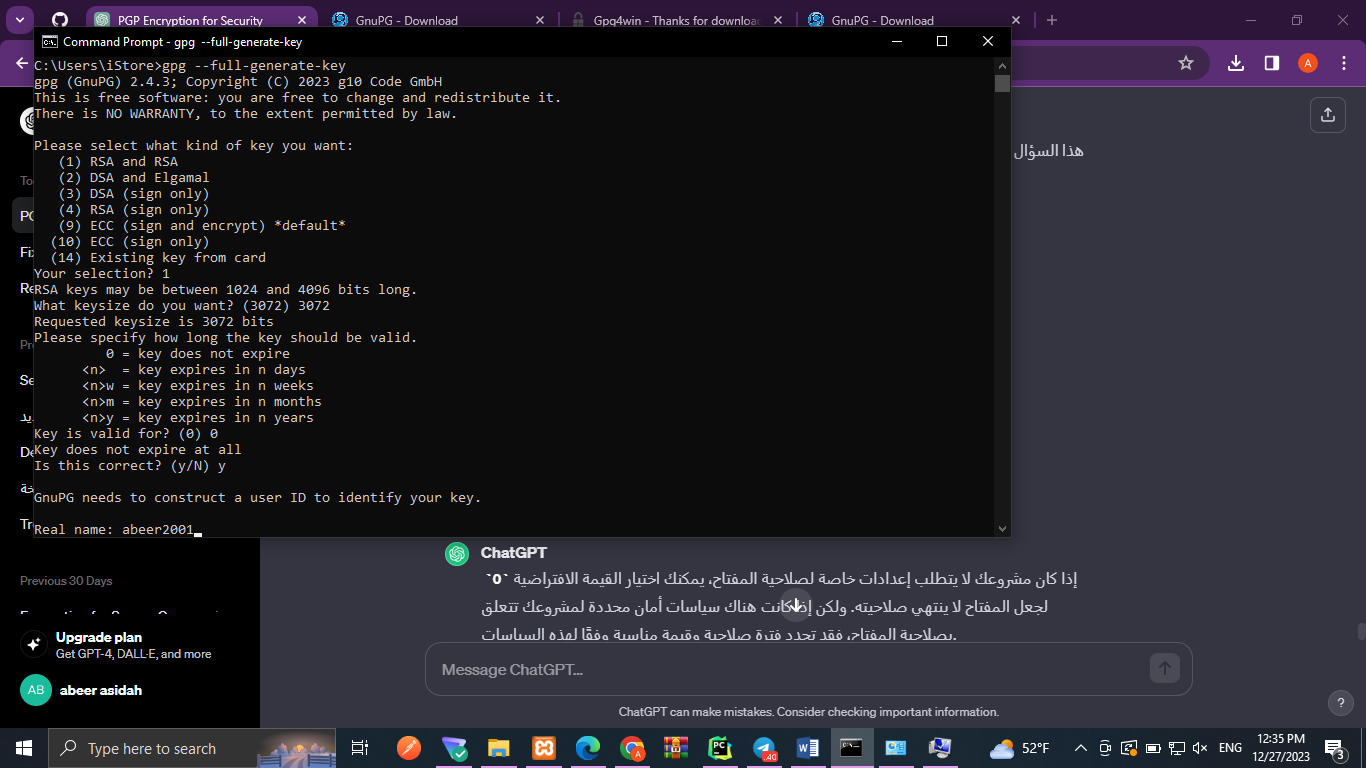 PGP Encryption for Security
GnuPG - Download
Gpg4win - Thanks for download
GnuPG - Download
Command Prompt - gpg  --full-generate-key
C:\Users\iStore>gpg --full-generate-key
gpg (GnuPG) 2.4.3; Copyright (C) 2023 g10 Code GmbH
This is free software: you are free to change and redistribute it.
There is NO WARRANTY, to the extent permitted by law.
Please select what kind of key you want:
(1) RSA and RSA
(2) DSA and Elgamal
(3) DSA (sign only)
(4) RSA (sign only)
(9) ECC (sign and encrypt) *default*
(10) ECC (sign only)
(14) Existing key from card
Your selection? 1
RSA keys may be between 1024 and 4096 bits long.
What keysize do you want? (3072) 3072
Requested keysize is 3072 bits
Please specify how long the key should be valid.
0 = key does not expire
<n>  = key expires in n days
<n>w = key expires in n weeks
<n>m = key expires in n months
<n>y = key expires in n years
Key is valid for? (0) 0
Key does not expire at all
Is this correct? (y/N) y
GnuPG needs to construct a user ID to identify your key.
Real name: abeer2001
A
هذا السؤال
Previous 30 Days
Upgrade plan
Get GPT-4, DALL·E, and more
AB
abeer asidah
ChatGPT
إذا كان مشروعك لا يتطلب إعدادات خاصة لصلاحية المفتاح، يمكنك اختيار القيمة الافتراضية `0`
لجعل المفتاح لا ينتهي صلاحيته. ولكن إذا كانت هناك سياسات أمان محددة لمشروعك تتعلق
بصلاحية المفتاح، فقد تحدد فترة صلاحية وقيمة مناسبة وفقًا لهذه السياسات.
Message ChatGPT...
ChatGPT can make mistakes. Consider checking important information.
?
Type here to search
40
52°F
ENG
12:35 PM
12/27/2023
3